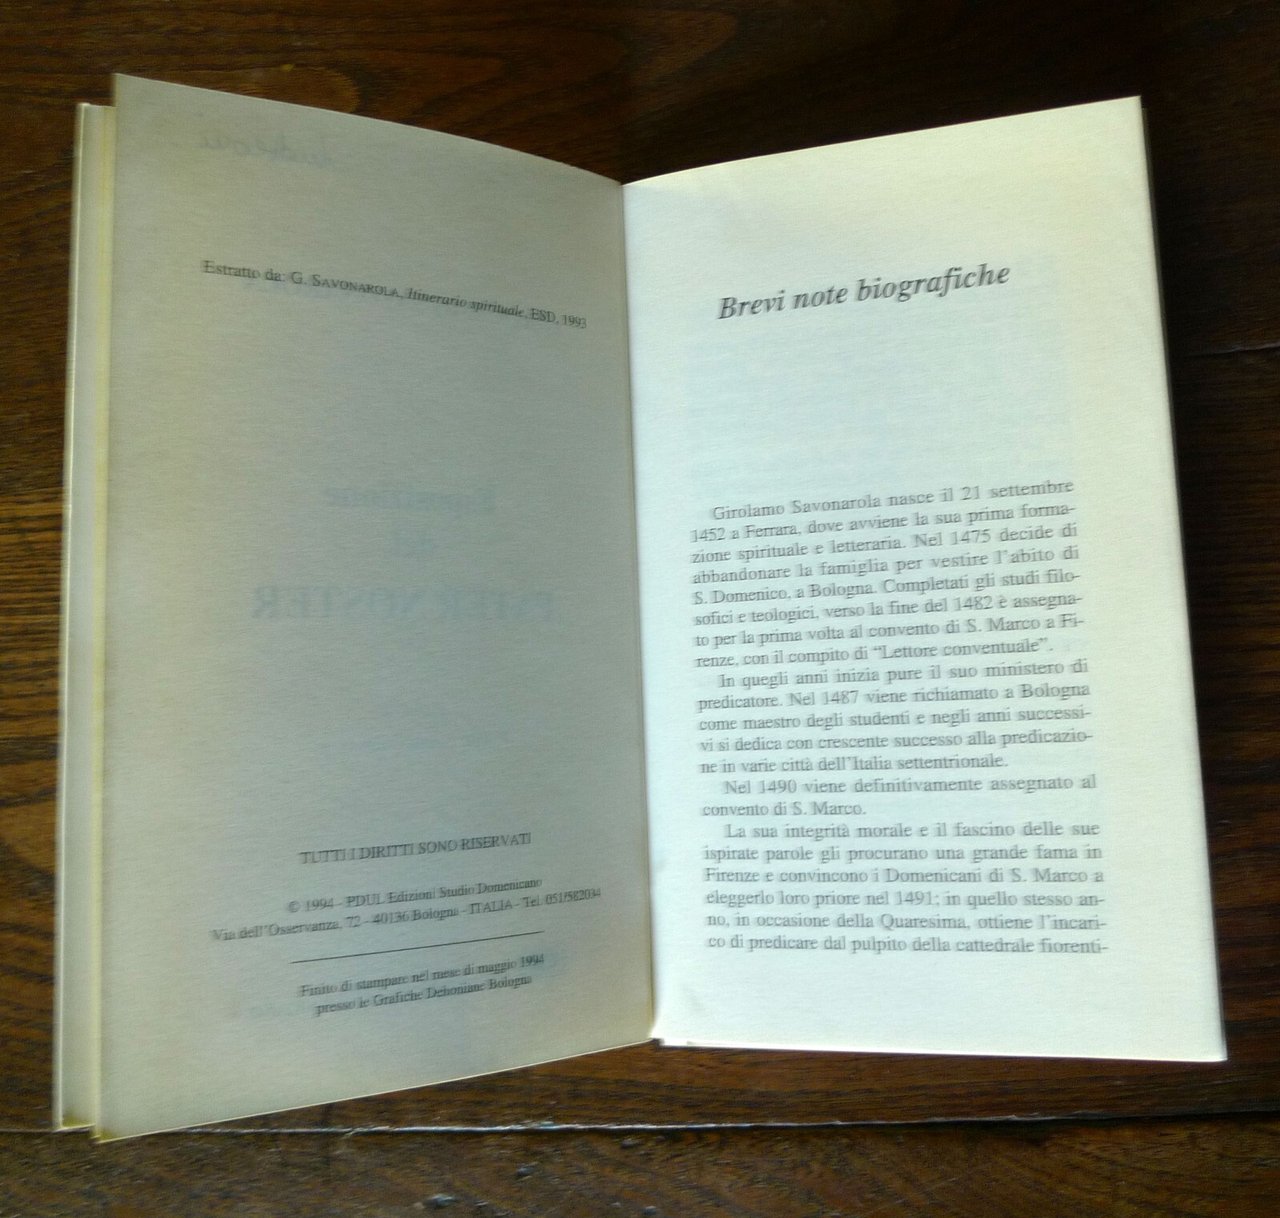 Estratto da: G. SAVONAROLA, Itinerario spirituale, ESD, 1993
TUTTI I DIRITTI SONO RISERVATI
© 1994 - PDUL Edizioni Studio Domenicano
Via dell'Osservanza, 72 - 40136 Bologna - ITALIA - Tel. 051/582034
Finito di stampare nel mese di maggio 1994
presso le Grafiche Dehoniane Bologna
Brevi note biografiche
Girolamo Savonarola nasce il 21 settembre
1452 a Ferrara, dove avviene la sua prima forma-
zione spirituale e letteraria. Nel 1475 decide di
abbandonare la famiglia per vestire l'abito di
S. Domenico, a Bologna. Completati gli studi filo-
sofici e teologici, verso la fine del 1482 è assegna-
to per la prima volta al convento di S. Marco a Fi-
renze, con il compito di “Lettore conventuale”.
In quegli anni inizia pure il suo ministero di
predicatore. Nel 1487 viene richiamato a Bologna
come maestro degli studenti e negli anni successi-
vi si dedica con crescente successo alla predicazio-
ne in varie città dell'Italia settentrionale.
Nel 1490 viene definitivamente assegnato al
convento di S. Marco.
La sua integrità morale e il fascino delle sue
ispirate parole gli procurano una grande fama in
Firenze e convincono i Domenicani di S. Marco a
eleggerlo loro priore nel 1491; in quello stesso an-
no, in occasione della Quaresima, ottiene l'incari-
co di predicare dal pulpito della cattedrale fiorenti-